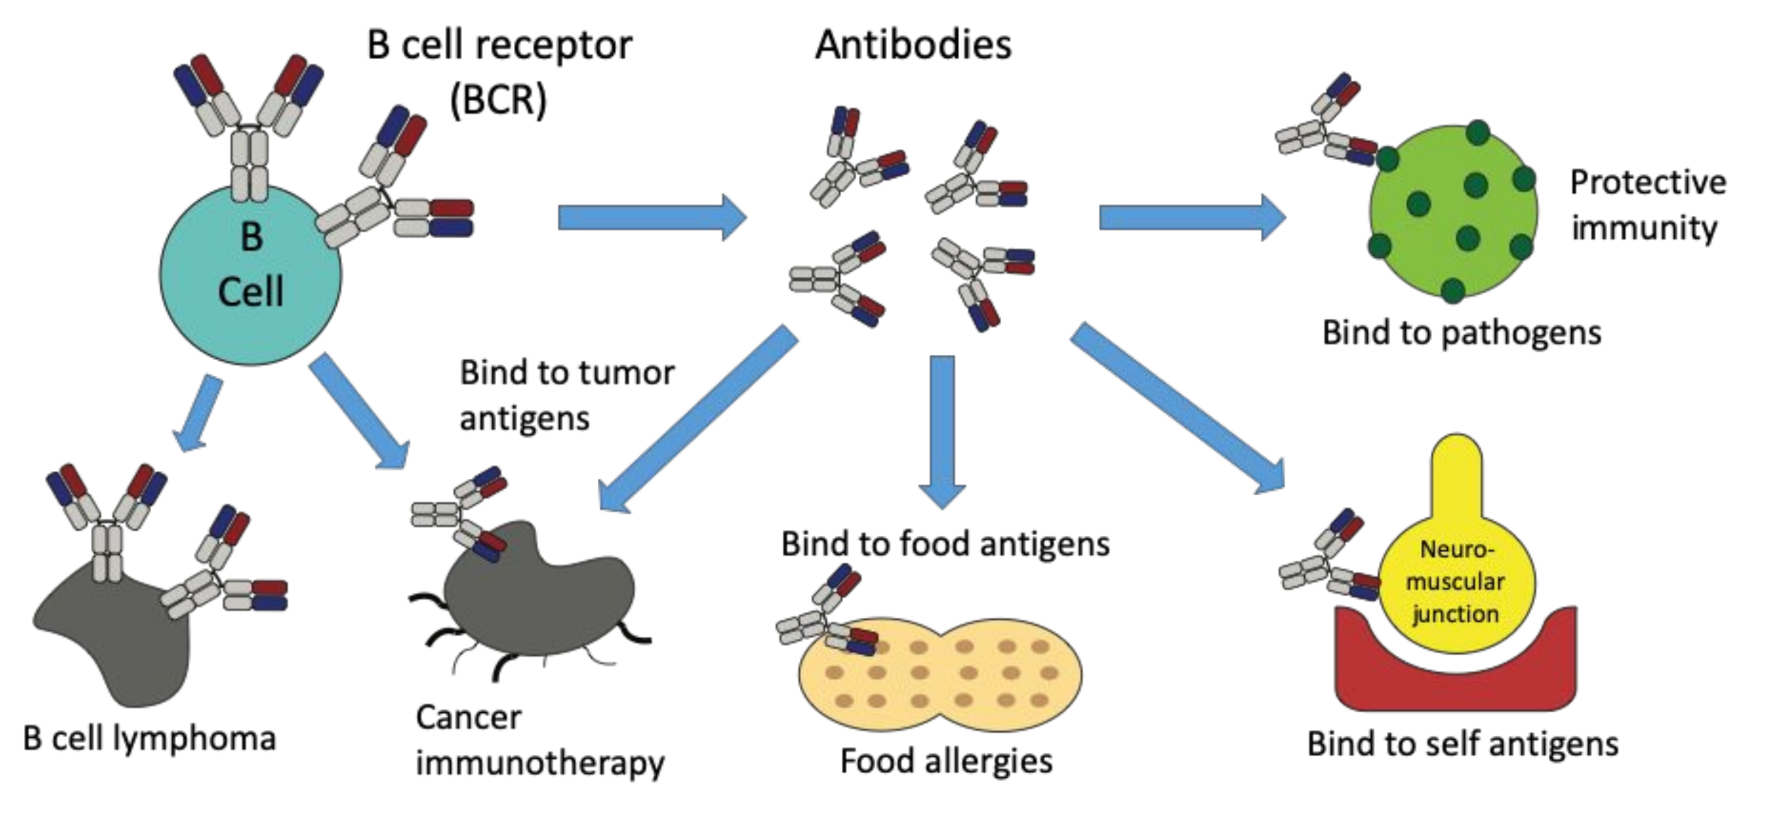 B cell receptor
(BCR)
Antibodies
B
Cell
Protective
immunity
Bind to pathogens
Bind to tumor
antigens
Bind to food antigens
Neuro-
muscular
junction
B cell lymphoma
Cancer
immunotherapy
Food allergies
Bind to self antigens